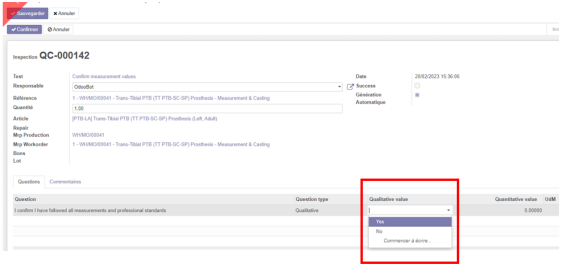 Sauvegarder Annuler
Confirmer Annuler
Inspection QC-000142
Test Confirm measurement values Date 28/02/2023 15:36:06
Responsable OdooBot Success
Référence 1 - WH/MO/00041 - Trans-Tibial PTB (TT PTB-SC-SP) Prosthesis - Measurement & Casting Génération Automatique
Quantité 1.00
Article [PTB-LA] Trans-Tibial PTB (TT PTB-SC-SP) Prosthesis (Left, Adult)
Repair
Mrp Production WH/MO/00041
Mrp Workorder 1 - WH/MO/00041 - Trans-Tibial PTB (TT PTB-SC-SP) Prosthesis - Measurement & Casting
Bons
Lot
Questions Commentaires
Question Question type Qualitative value Quantitative value UdM
I confirm I have followed all measurements and professional standards Qualitative 0.00000
Yes
No
Commencer à écrire...